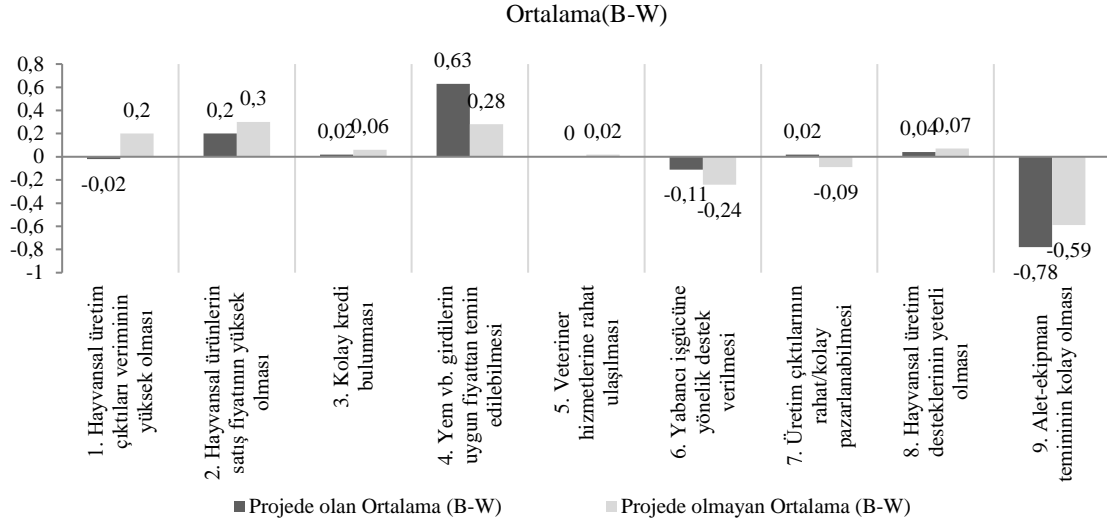 Ortalama(B-W)
0,8
0,6
0,4
0,2
0
-0,2
-0,4
-0,6
-0,8
-1
-0,02
0,2
0,2
0,3
0,02
0,06
0,63
0,28
0
0,02
-0,11
-0,24
0,02
-0,09
0,04
0,07
-0,78
-0,59
1. Hayvansal üretim
çıktıları veriminin
yüksek olması
2. Hayvansal ürünlerin
satış fiyatının yüksek
olması
3. Kolay kredi
bulunması
4. Yem vb. girdilerin
uygun fiyattan temin
edilebilmesi
5. Veteriner
hizmetlerine rahat
ulaşılması
6. Yabancı işgücüne
yönelik destek
verilmesi
7. Üretim çıktılarının
rahat/kolay
pazarlanabilmesi
8. Hayvansal üretim
desteklerinin yeterli
olması
9. Alet-ekipman
temininin kolay olması
Projede olan Ortalama (B-W)
Projede olmayan Ortalama (B-W)